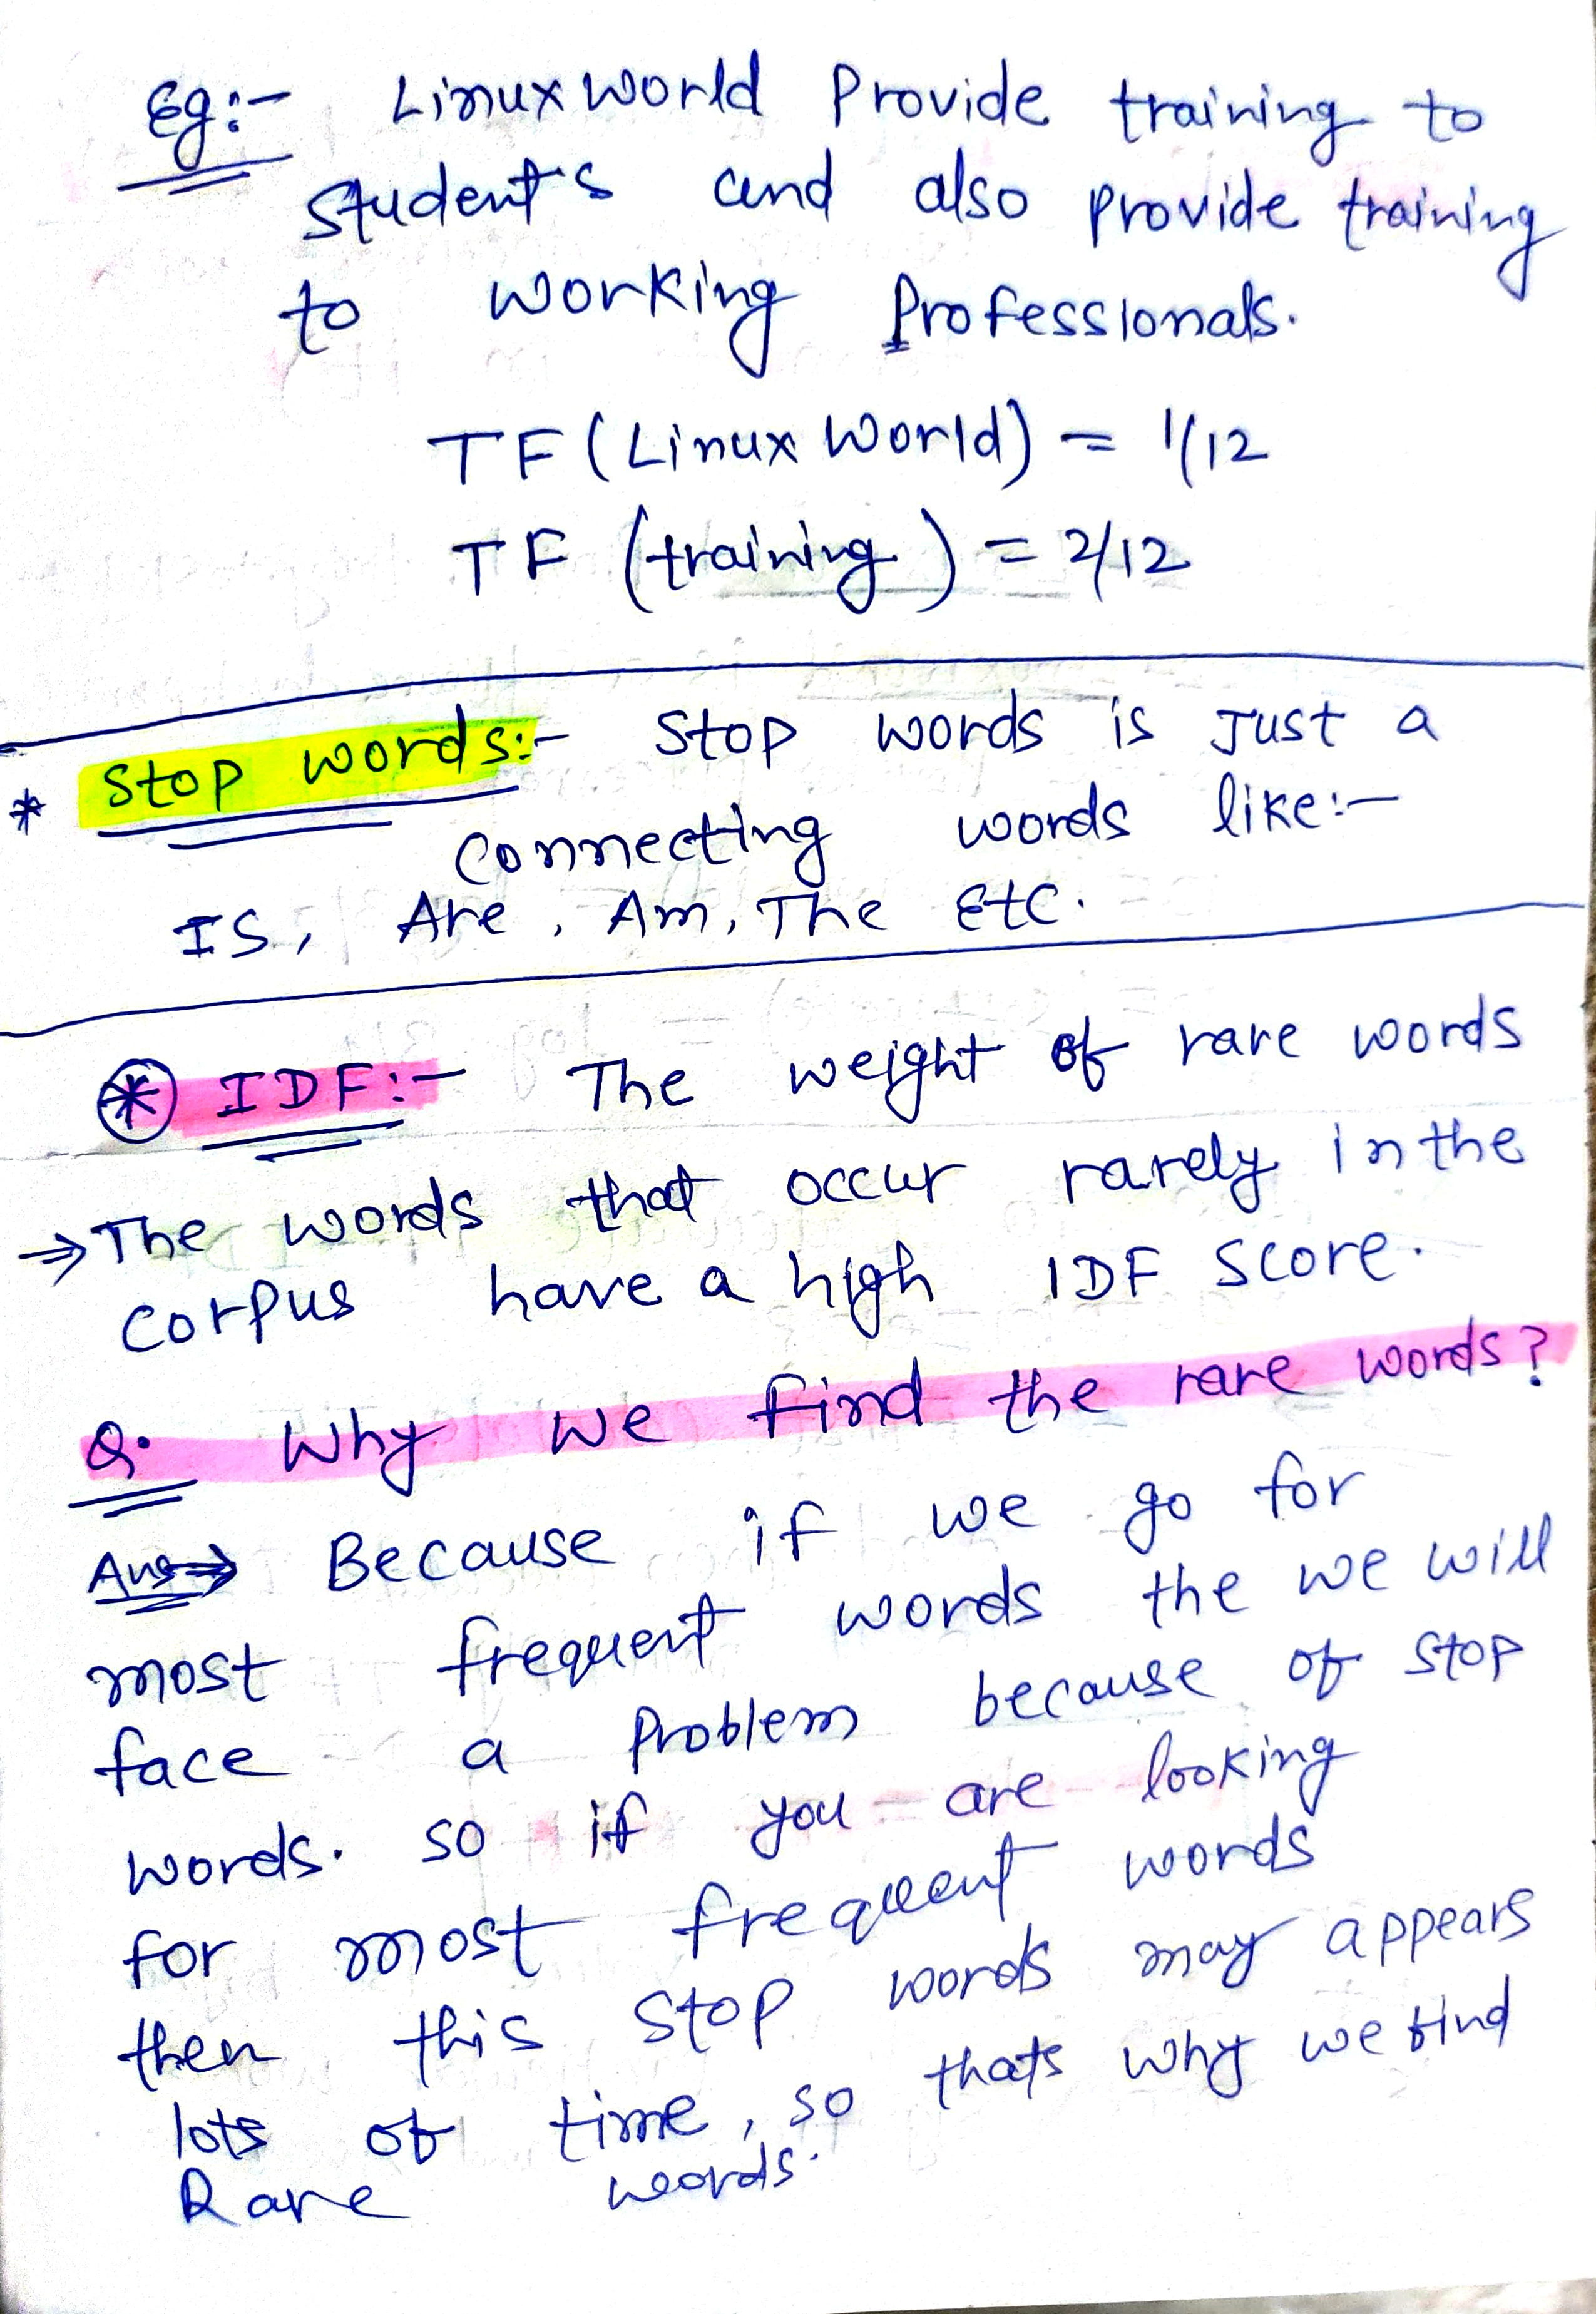 Eg:- LinuxWorld Provide training to
Student's and also provide training
to working Professionals.
TF (Linux World) = 1/12
TF (training) = 2/12
* Stop words:- Stop words is Just a
Connecting words like:-
IS, Are, Am, The Etc.
* IDF:- The weight of rare words
⇒ The words that occur rarely in the
corpus have a high IDF Score.
Q. Why we find the rare words?
Ans⇒ Because if we go for
most frequent words the we will
face a Problem because of stop
words. so if you are looking
for most frequent words
then this stop words may appears
lots of time, so thats why we find
Rare words.